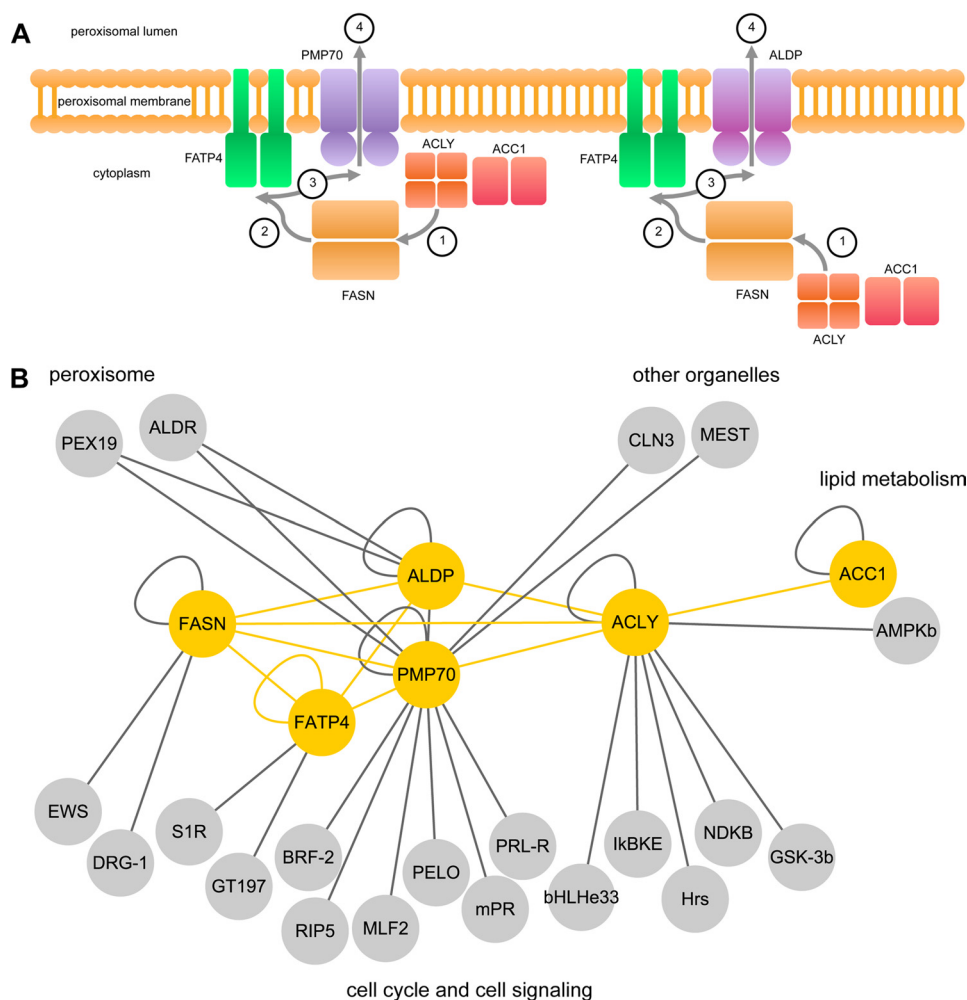 A
peroxisomal lumen
4
4
PMP70
ALDP
peroxisomal membrane
FATP4
ACLY
ACC1
FATP4
cytoplasm
3
3
2
1
2
1
FASN
FASN
ACC1
ACLY
B
peroxisome
other organelles
PEX19
ALDR
CLN3
MEST
lipid metabolism
ALDP
ACC1
FASN
ACLY
AMPKb
PMP70
FATP4
EWS
DRG-1
S1R
GT197
BRF-2
RIP5
MLF2
PELO
mPR
PRL-R
bHLHe33
IkBKE
Hrs
NDKB
GSK-3b
cell cycle and cell signaling